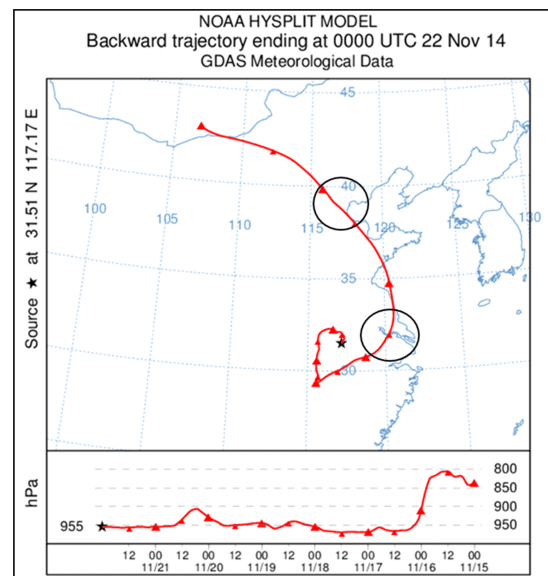 NOAA HYSPLIT MODEL
Backward trajectory ending at 0000 UTC 22 Nov 14
GDAS Meteorological Data
Source ★ at 31.51 N 117.17 E
45
40
100
105
110
115
120
125
130
35
30
hPa
955
800
850
900
950
12 00 12 00 12 00 12 00 12 00 12 00 12 00
11/21 11/20 11/19 11/18 11/17 11/16 11/15